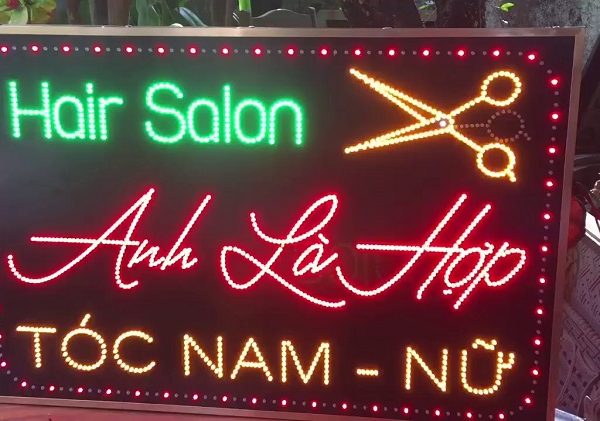 Hair Salon
Anh Là Hợp
TÓC NAM - NỮ